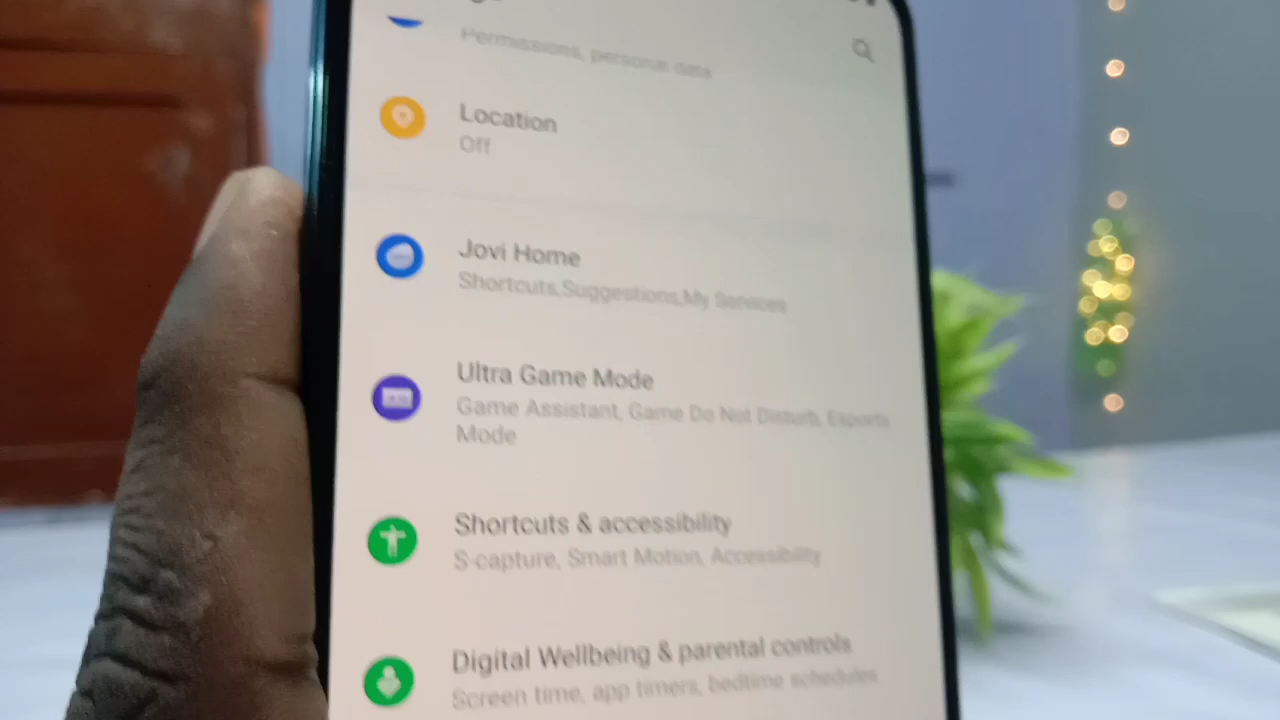 Permissions, personal data
Location
Off
Jovi Home
Shortcuts,Suggestions,My Services
Ultra Game Mode
Game Assistant, Game Do Not Disturb, Esports
Mode
Shortcuts & accessibility
S-capture, Smart Motion, Accessibility
Digital Wellbeing & parental controls
Screen time, app timers, bedtime schedules